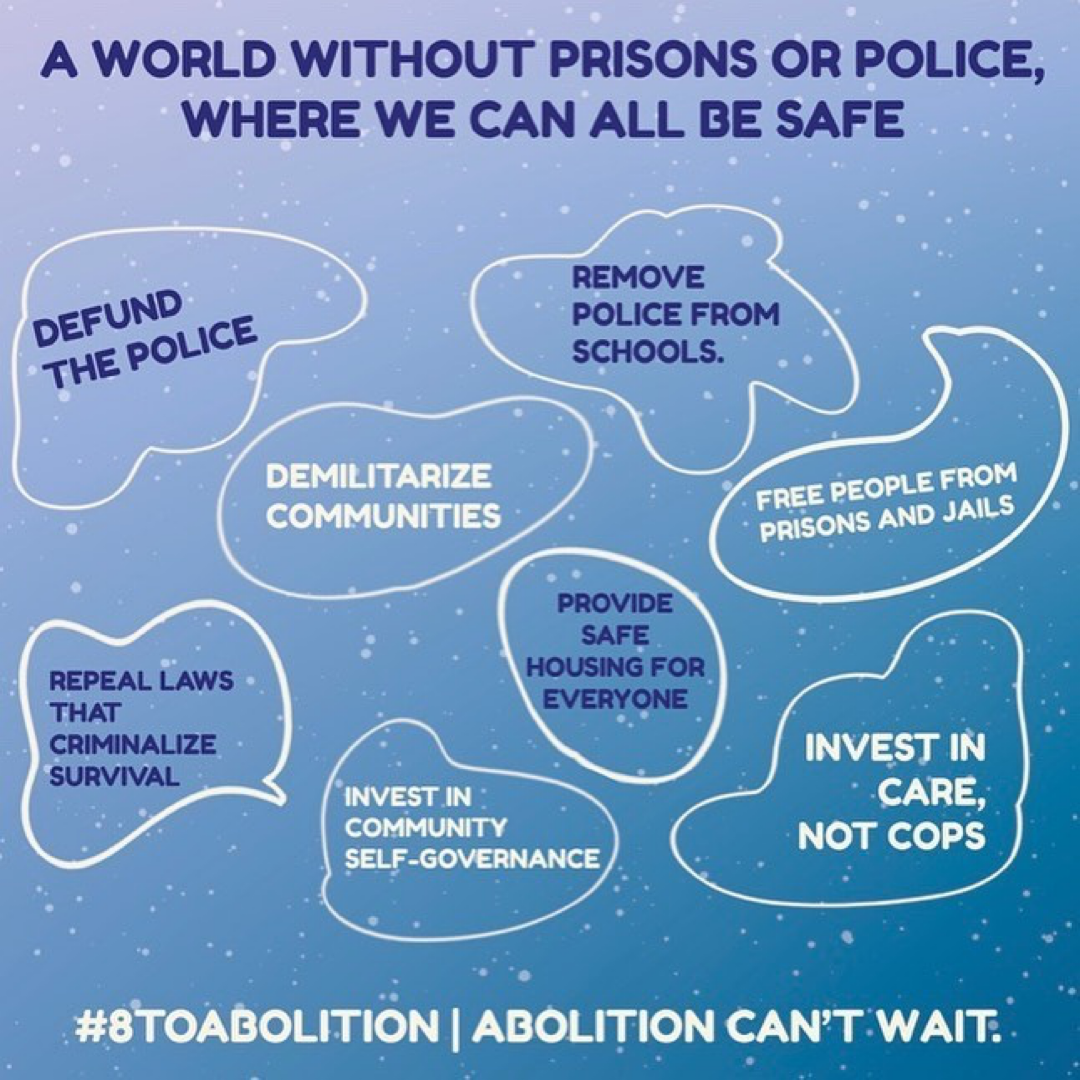 A WORLD WITHOUT PRISONS OR POLICE,
WHERE WE CAN ALL BE SAFE
DEFUND
THE POLICE
REMOVE
POLICE FROM
SCHOOLS.
DEMILITARIZE
COMMUNITIES
FREE PEOPLE FROM
PRISONS AND JAILS
REPEAL LAWS
THAT
CRIMINALIZE
SURVIVAL
PROVIDE
SAFE
HOUSING FOR
EVERYONE
INVEST IN
COMMUNITY
SELF-GOVERNANCE
INVEST IN
CARE,
NOT COPS
#8TOABOLITION | ABOLITION CAN'T WAIT.